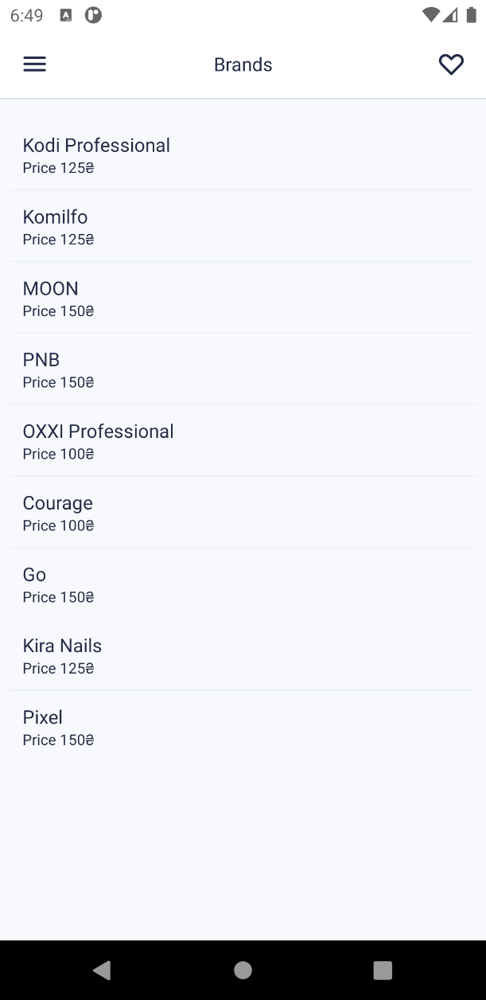 6:49
Brands
Kodi Professional
Price 125₴
Komilfo
Price 125₴
MOON
Price 150₴
PNB
Price 150₴
OXXI Professional
Price 100₴
Courage
Price 100₴
Go
Price 150₴
Kira Nails
Price 125₴
Pixel
Price 150₴